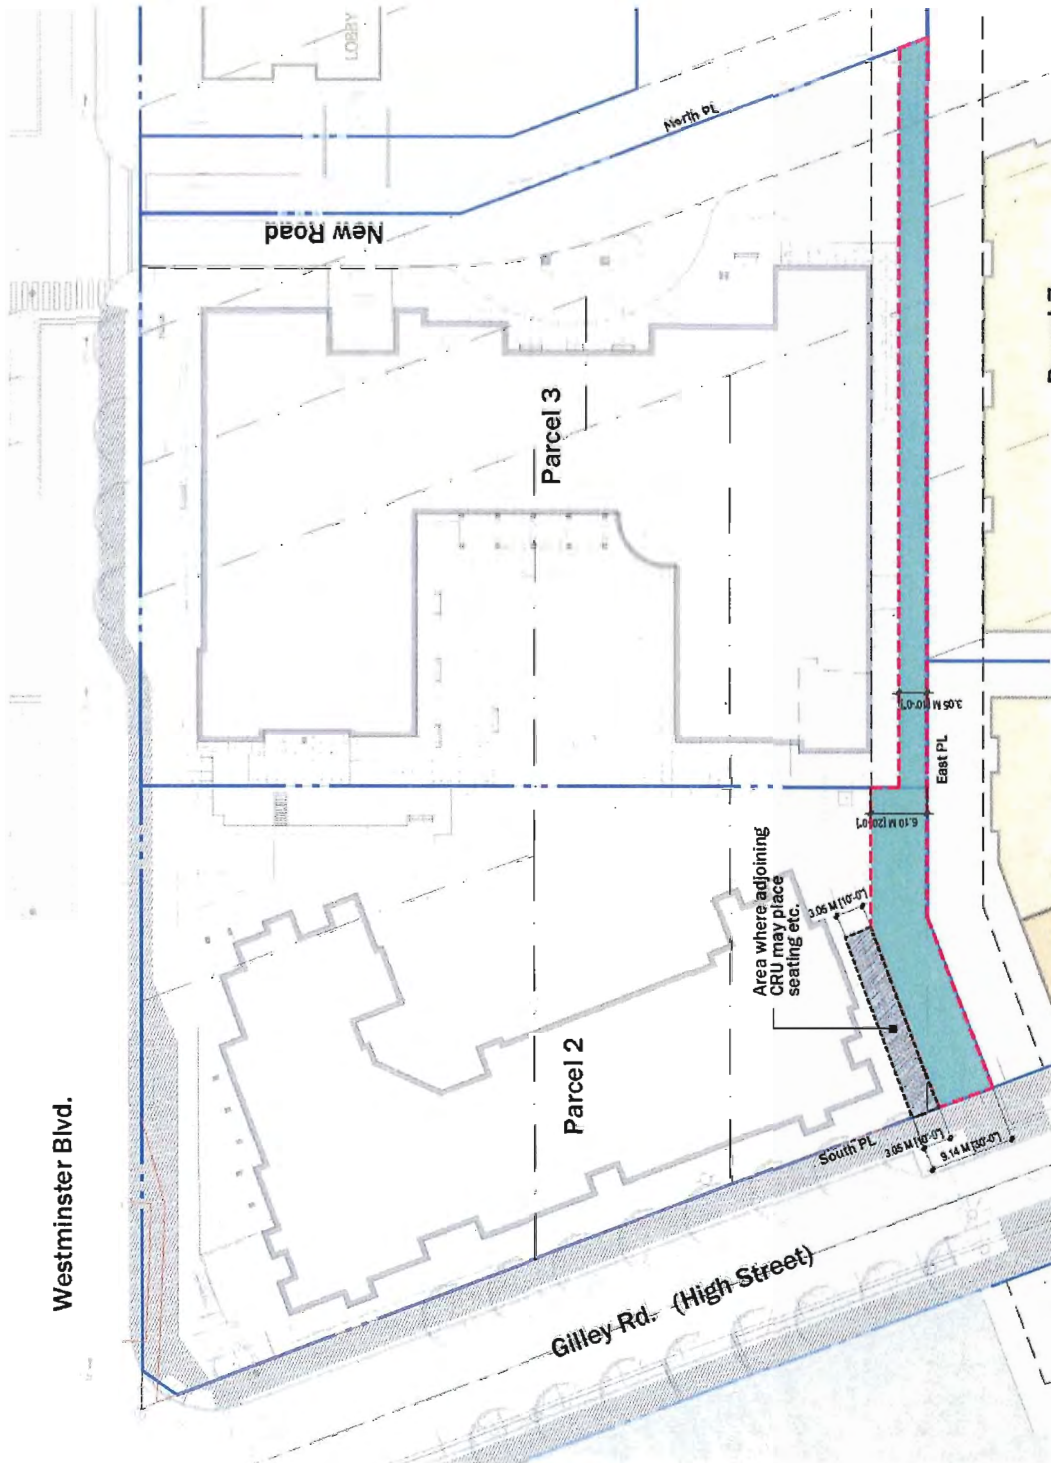 Westminster Blvd.
LOBBY
New Road
North PL
Parcel 3
Parcel 2
Area where adjoining
CRU may place
seating etc.
3.05 M [10'-0"]
6.10 M [20'-0"]
3.05 M [10'-0"]
East PL
South PL
3.05 M [10'-0"]
9.14 M [30'-0"]
Gilley Rd. (High Street)